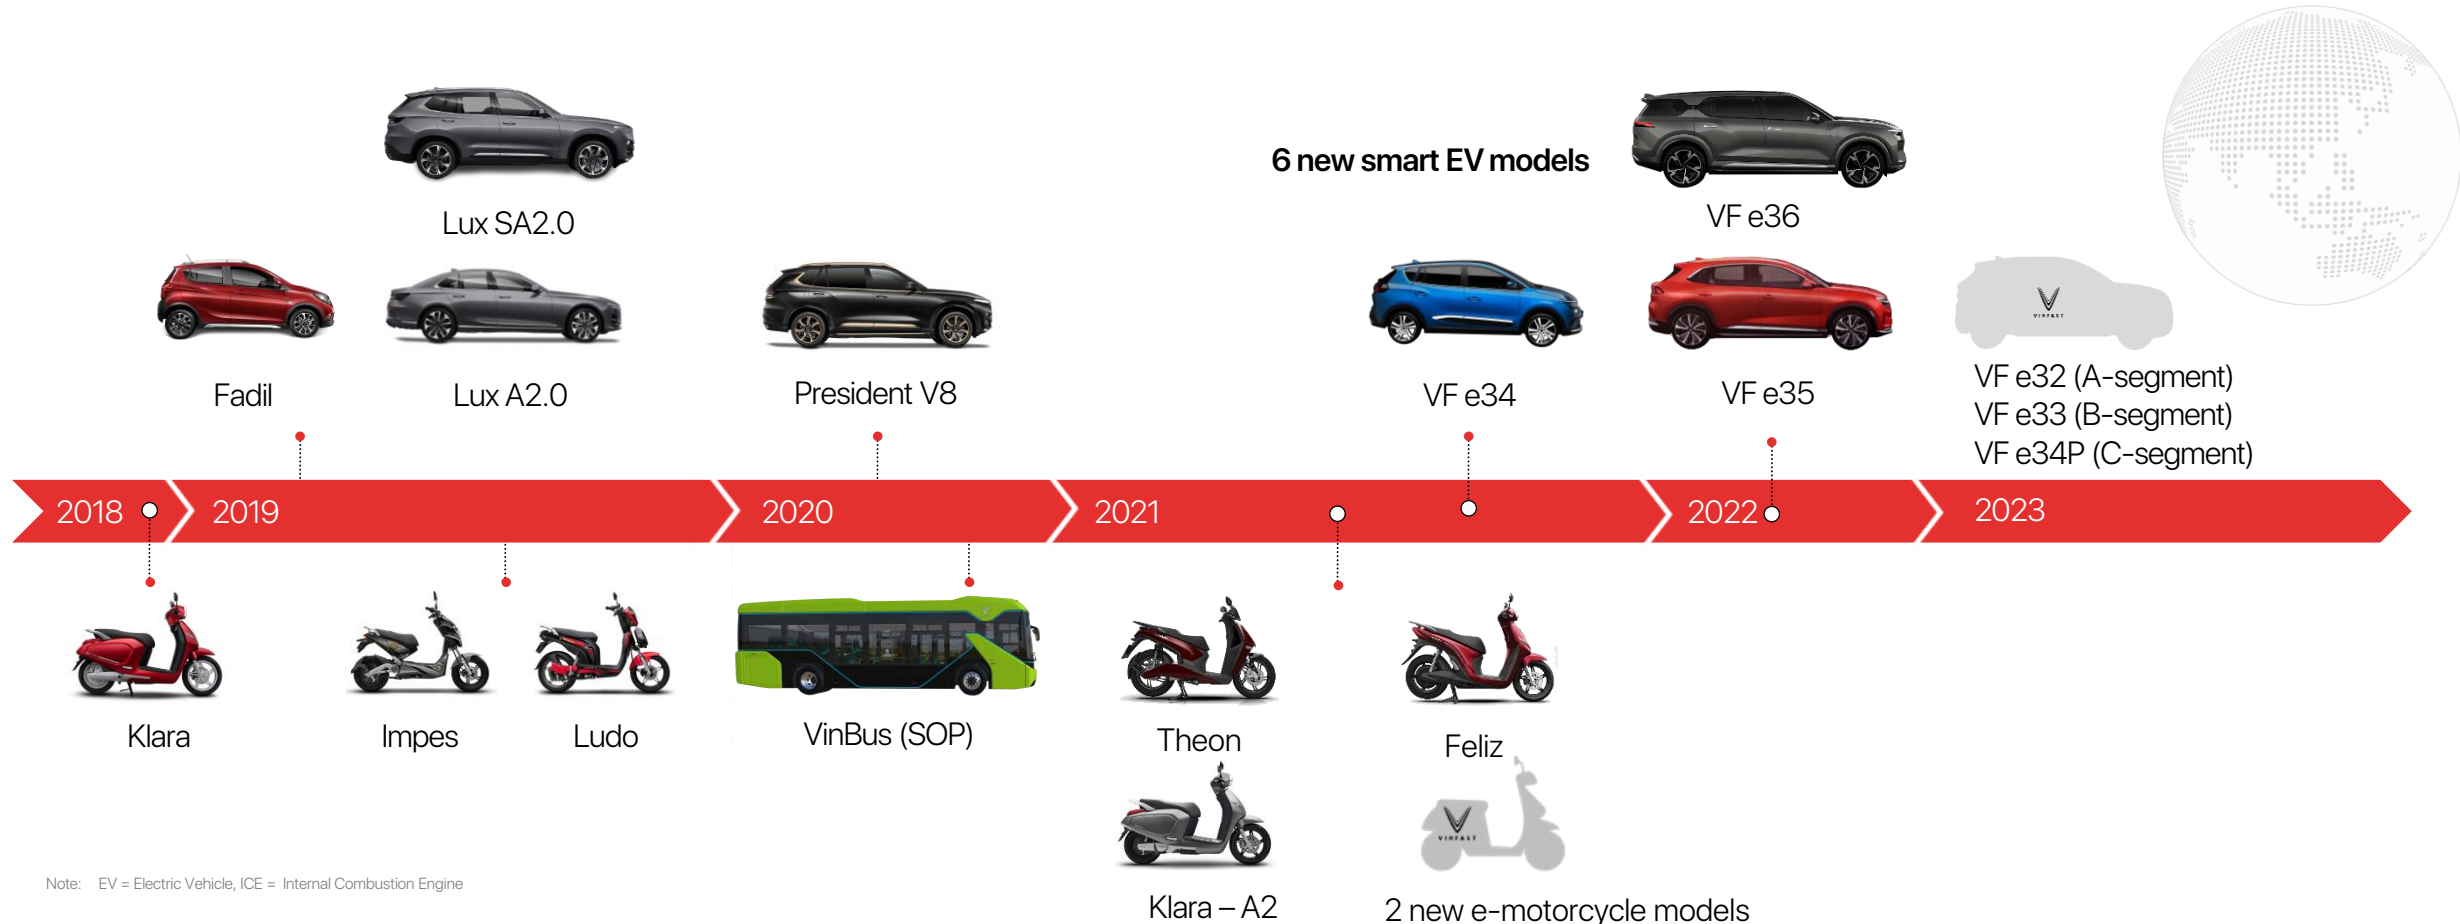 6 new smart EV models
Lux SA2.0
VF e36
VINFAST
Fadil
Lux A2.0
President V8
VF e34
VF e35
VF e32 (A-segment)
VF e33 (B-segment)
VF e34P (C-segment)
2018
2019
2020
2021
2022
2023
Klara
Impes
Ludo
VinBus (SOP)
Theon
Feliz
VINFAST
Klara – A2
2 new e-motorcycle models
Note: EV = Electric Vehicle, ICE = Internal Combustion Engine